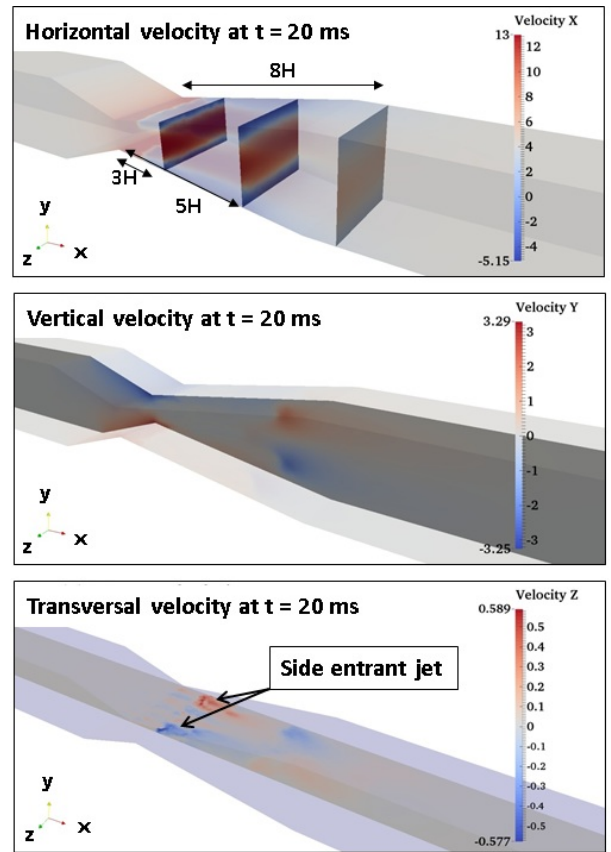 Horizontal velocity at t = 20 ms
Velocity X
13
12
10
8
6
4
2
0
-2
-4
-5.15
8H
3H
5H
y
z
x
Vertical velocity at t = 20 ms
Velocity Y
3.29
3
2
1
0
-1
-2
-3
-3.25
y
z
x
Transversal velocity at t = 20 ms
Velocity Z
0.589
0.5
0.4
0.3
0.2
0.1
0
-0.1
-0.2
-0.3
-0.4
-0.5
-0.577
Side entrant jet
y
z
x